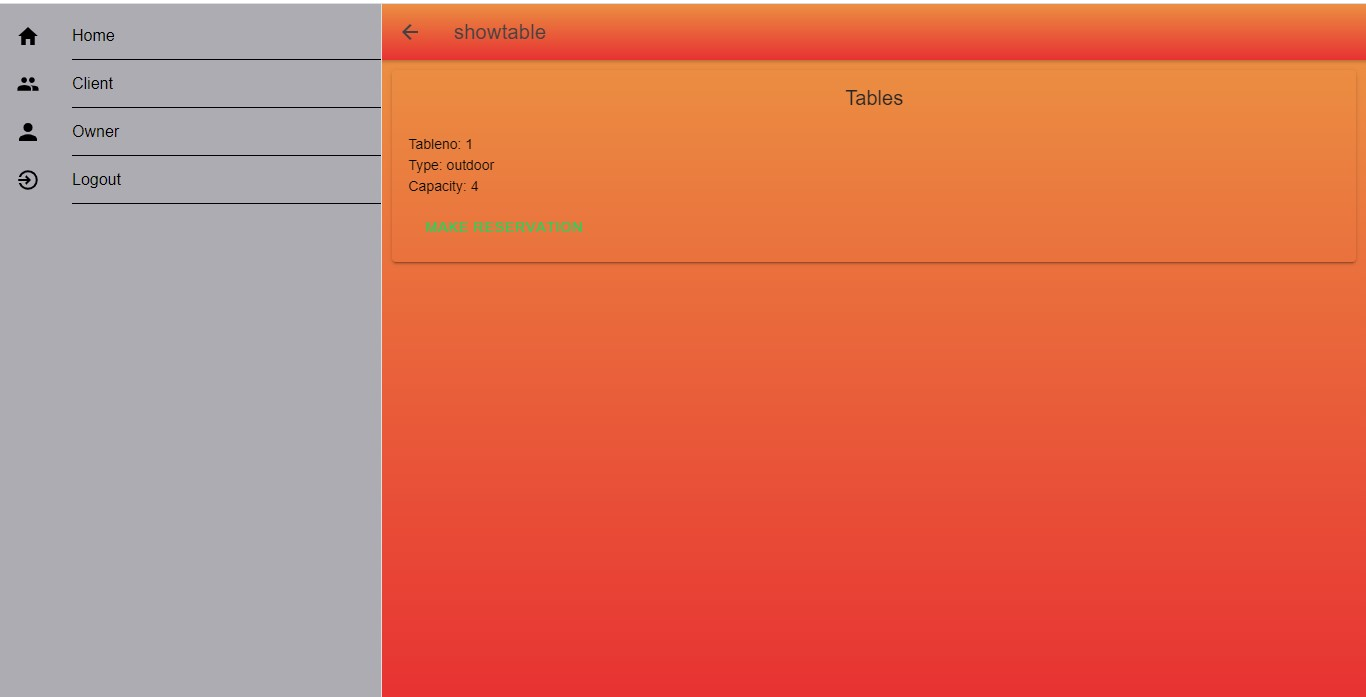 Home
Client
Owner
Logout
showtable
Tables
Tableno: 1
Type: outdoor
Capacity: 4
MAKE RESERVATION